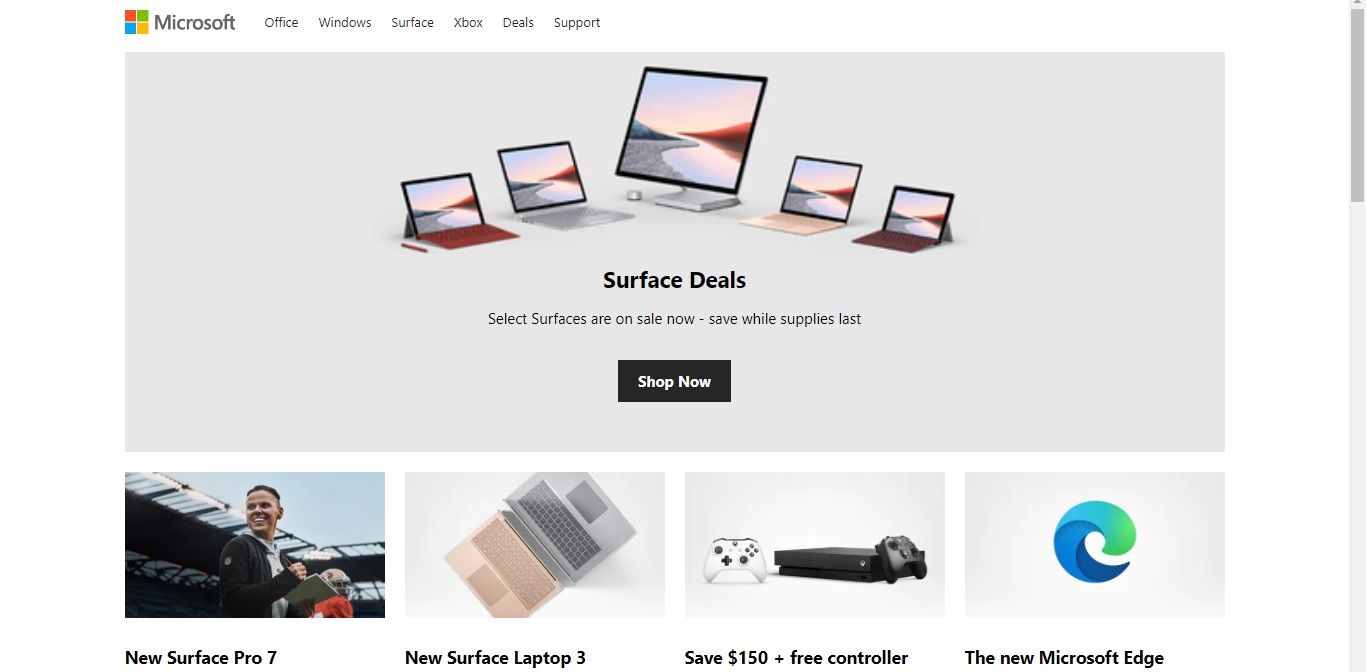 Microsoft
Office Windows Surface Xbox Deals Support
Surface Deals
Select Surfaces are on sale now - save while supplies last
Shop Now
New Surface Pro 7
New Surface Laptop 3
Save $150 + free controller
The new Microsoft Edge